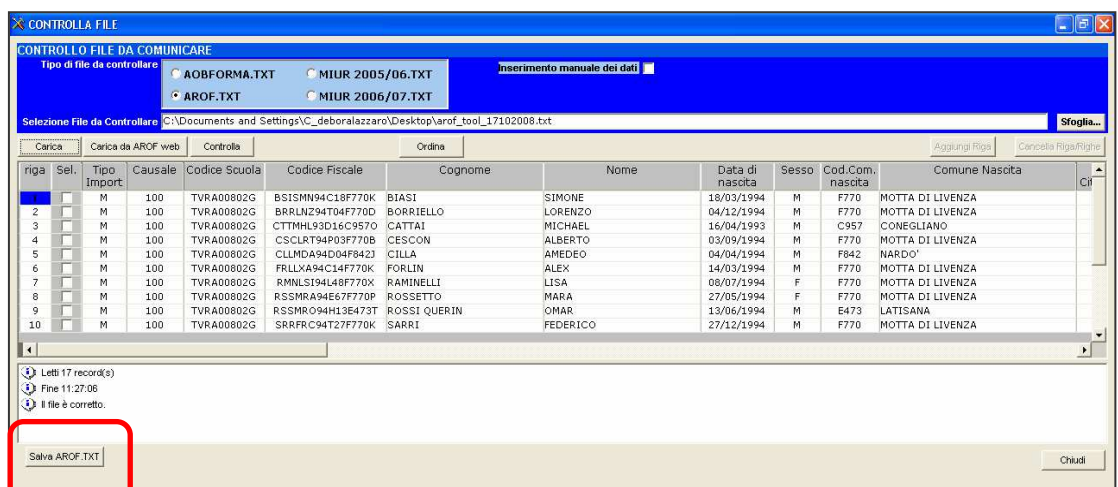 CONTROLLA FILE
CONTROLLO FILE DA COMUNICARE
Tipo di file da controllare
AOBFORMA.TXT MIUR 2005/06.TXT
AROF.TXT MIUR 2006/07.TXT
Inserimento manuale dei dati
Selezione File da Controllare C:\Documents and Settings\C_deboralazzaro\Desktop\arof_tool_17102008.txt Sfoglia...
Carica Carica da AROF web Controlla Ordina Aggiungi Riga Cancella Riga/Righe
riga Sel. Tipo Import Causale Codice Scuola Codice Fiscale Cognome Nome Data di nascita Sesso Cod.Com. nascita Comune Nascita Cit
1 M 100 TVRA00802G BSISMN94C18F770K BIASI SIMONE 18/03/1994 M F770 MOTTA DI LIVENZA
2 M 100 TVRA00802G BRRLNZ94T04F770D BORRIELLO LORENZO 04/12/1994 M F770 MOTTA DI LIVENZA
3 M 100 TVRA00802G CTTMHL93D16C957O CATTAI MICHAEL 16/04/1993 M C957 CONEGLIANO
4 M 100 TVRA00802G CSCLRT94P03F770B CESCON ALBERTO 03/09/1994 M F770 MOTTA DI LIVENZA
5 M 100 TVRA00802G CLLMDA94D04F842J CILLA AMEDEO 04/04/1994 M F842 NARDO'
6 M 100 TVRA00802G FRLLXA94C14F770K FORLIN ALEX 14/03/1994 M F770 MOTTA DI LIVENZA
7 M 100 TVRA00802G RMNLSI94L48F770X RAMINELLI LISA 08/07/1994 F F770 MOTTA DI LIVENZA
8 M 100 TVRA00802G RSSMRA94E67F770P ROSSETTO MARA 27/05/1994 F F770 MOTTA DI LIVENZA
9 M 100 TVRA00802G RSSMRO94H13E473T ROSSI QUERIN OMAR 13/06/1994 M E473 LATISANA
10 M 100 TVRA00802G SRRFRC94T27F770K SARRI FEDERICO 27/12/1994 M F770 MOTTA DI LIVENZA
Letti 17 record(s)
Fine 11:27:06
Il file è corretto.
Salva AROF.TXT Chiudi